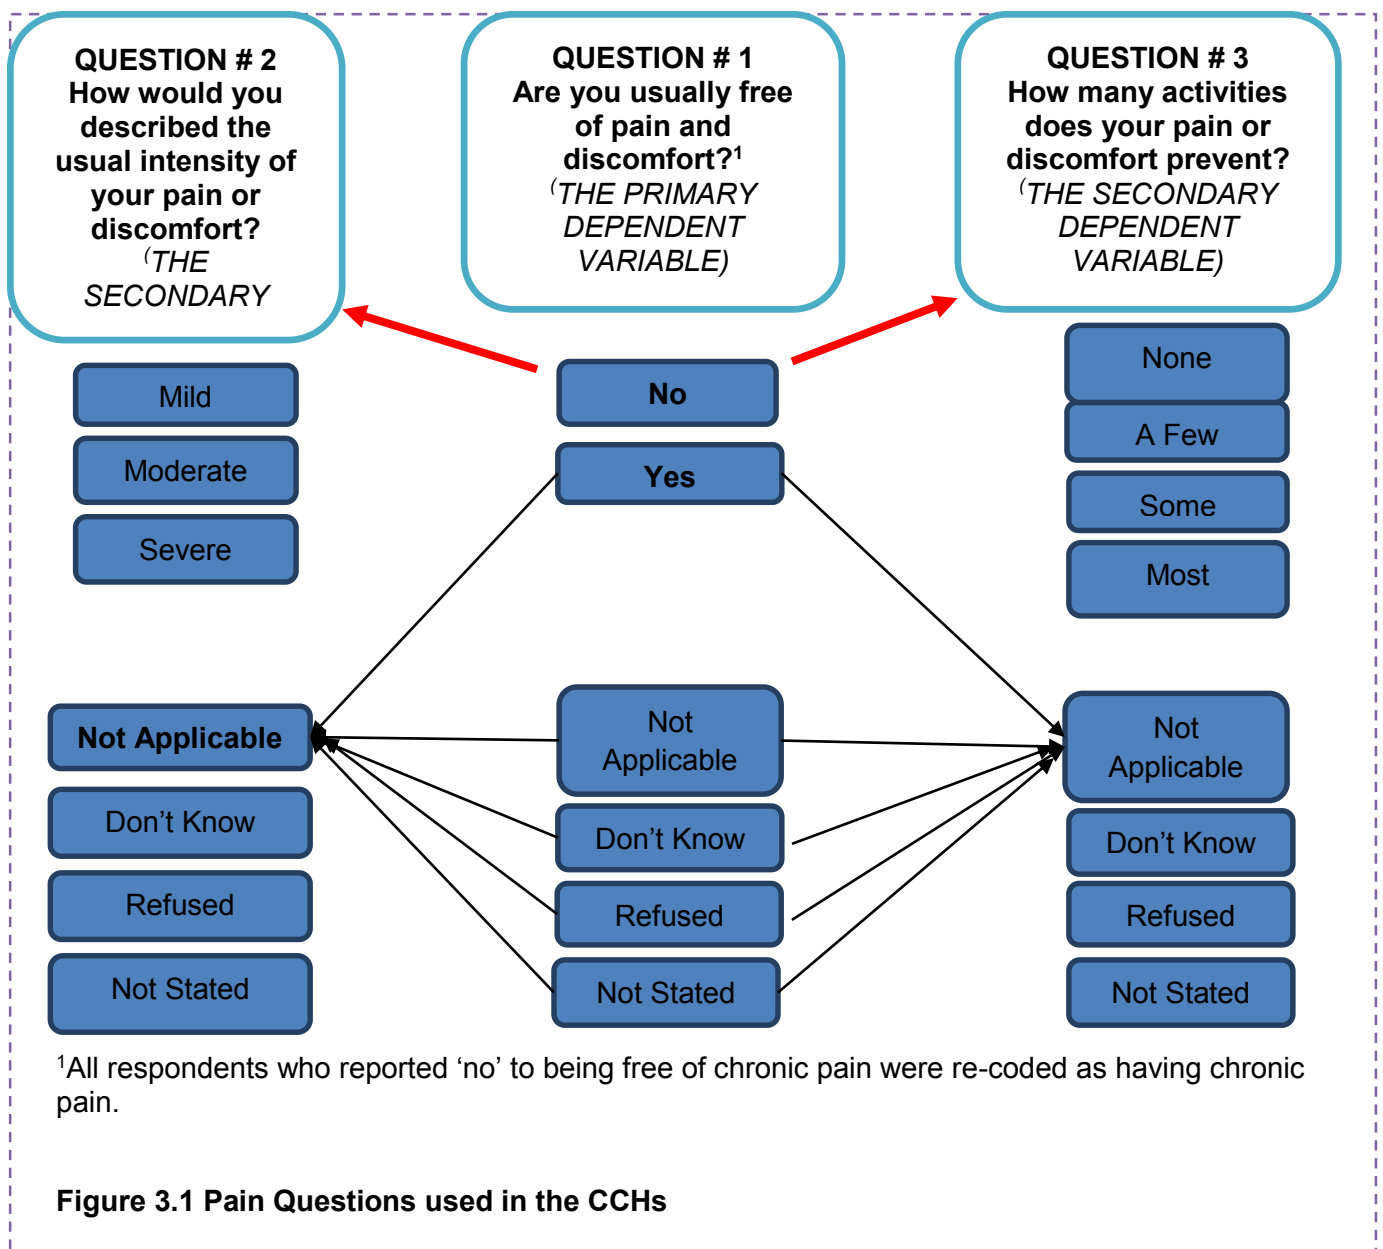 QUESTION # 2
How would you
described the
usual intensity of
your pain or
discomfort?
(THE
SECONDARY
QUESTION # 1
Are you usually free
of pain and
discomfort?1
(THE PRIMARY
DEPENDENT
VARIABLE)
QUESTION # 3
How many activities
does your pain or
discomfort prevent?
(THE SECONDARY
DEPENDENT
VARIABLE)
Mild
Moderate
Severe
Not Applicable
Don’t Know
Refused
Not Stated
No
Yes
Not
Applicable
Don’t Know
Refused
Not Stated
None
A Few
Some
Most
Not
Applicable
Don’t Know
Refused
Not Stated
1All respondents who reported ‘no’ to being free of chronic pain were re-coded as having chronic
pain.
Figure 3.1 Pain Questions used in the CCHs